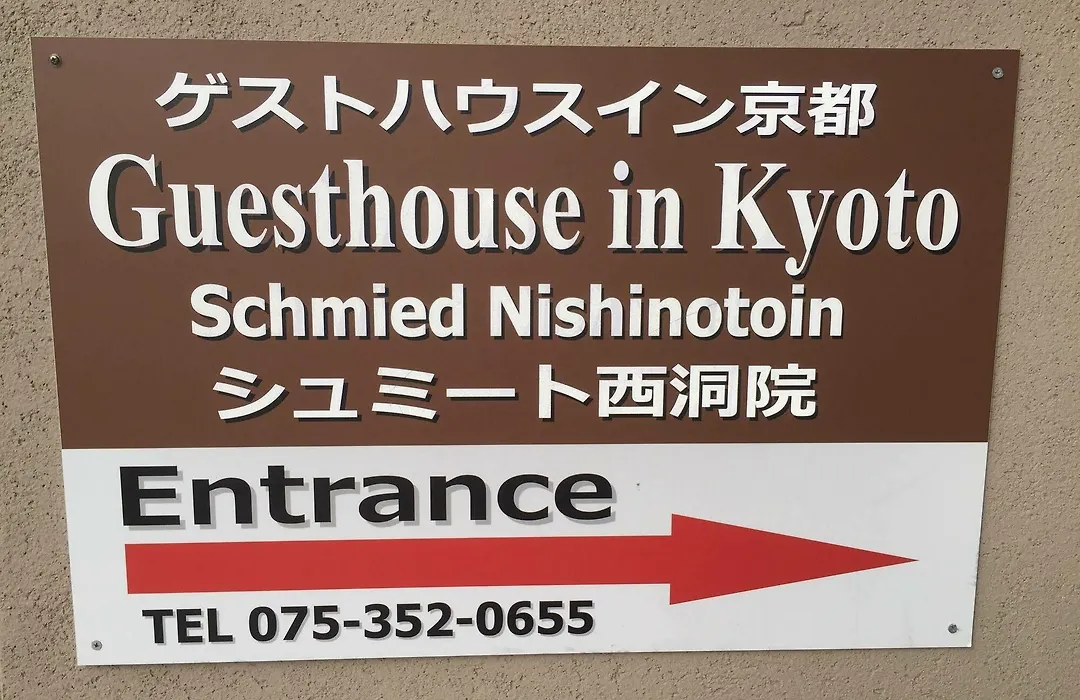 ゲストハウスイン京都
Guesthouse in Kyoto
Schmied Nishinotoin
シュミート西洞院
Entrance
TEL 075-352-0655